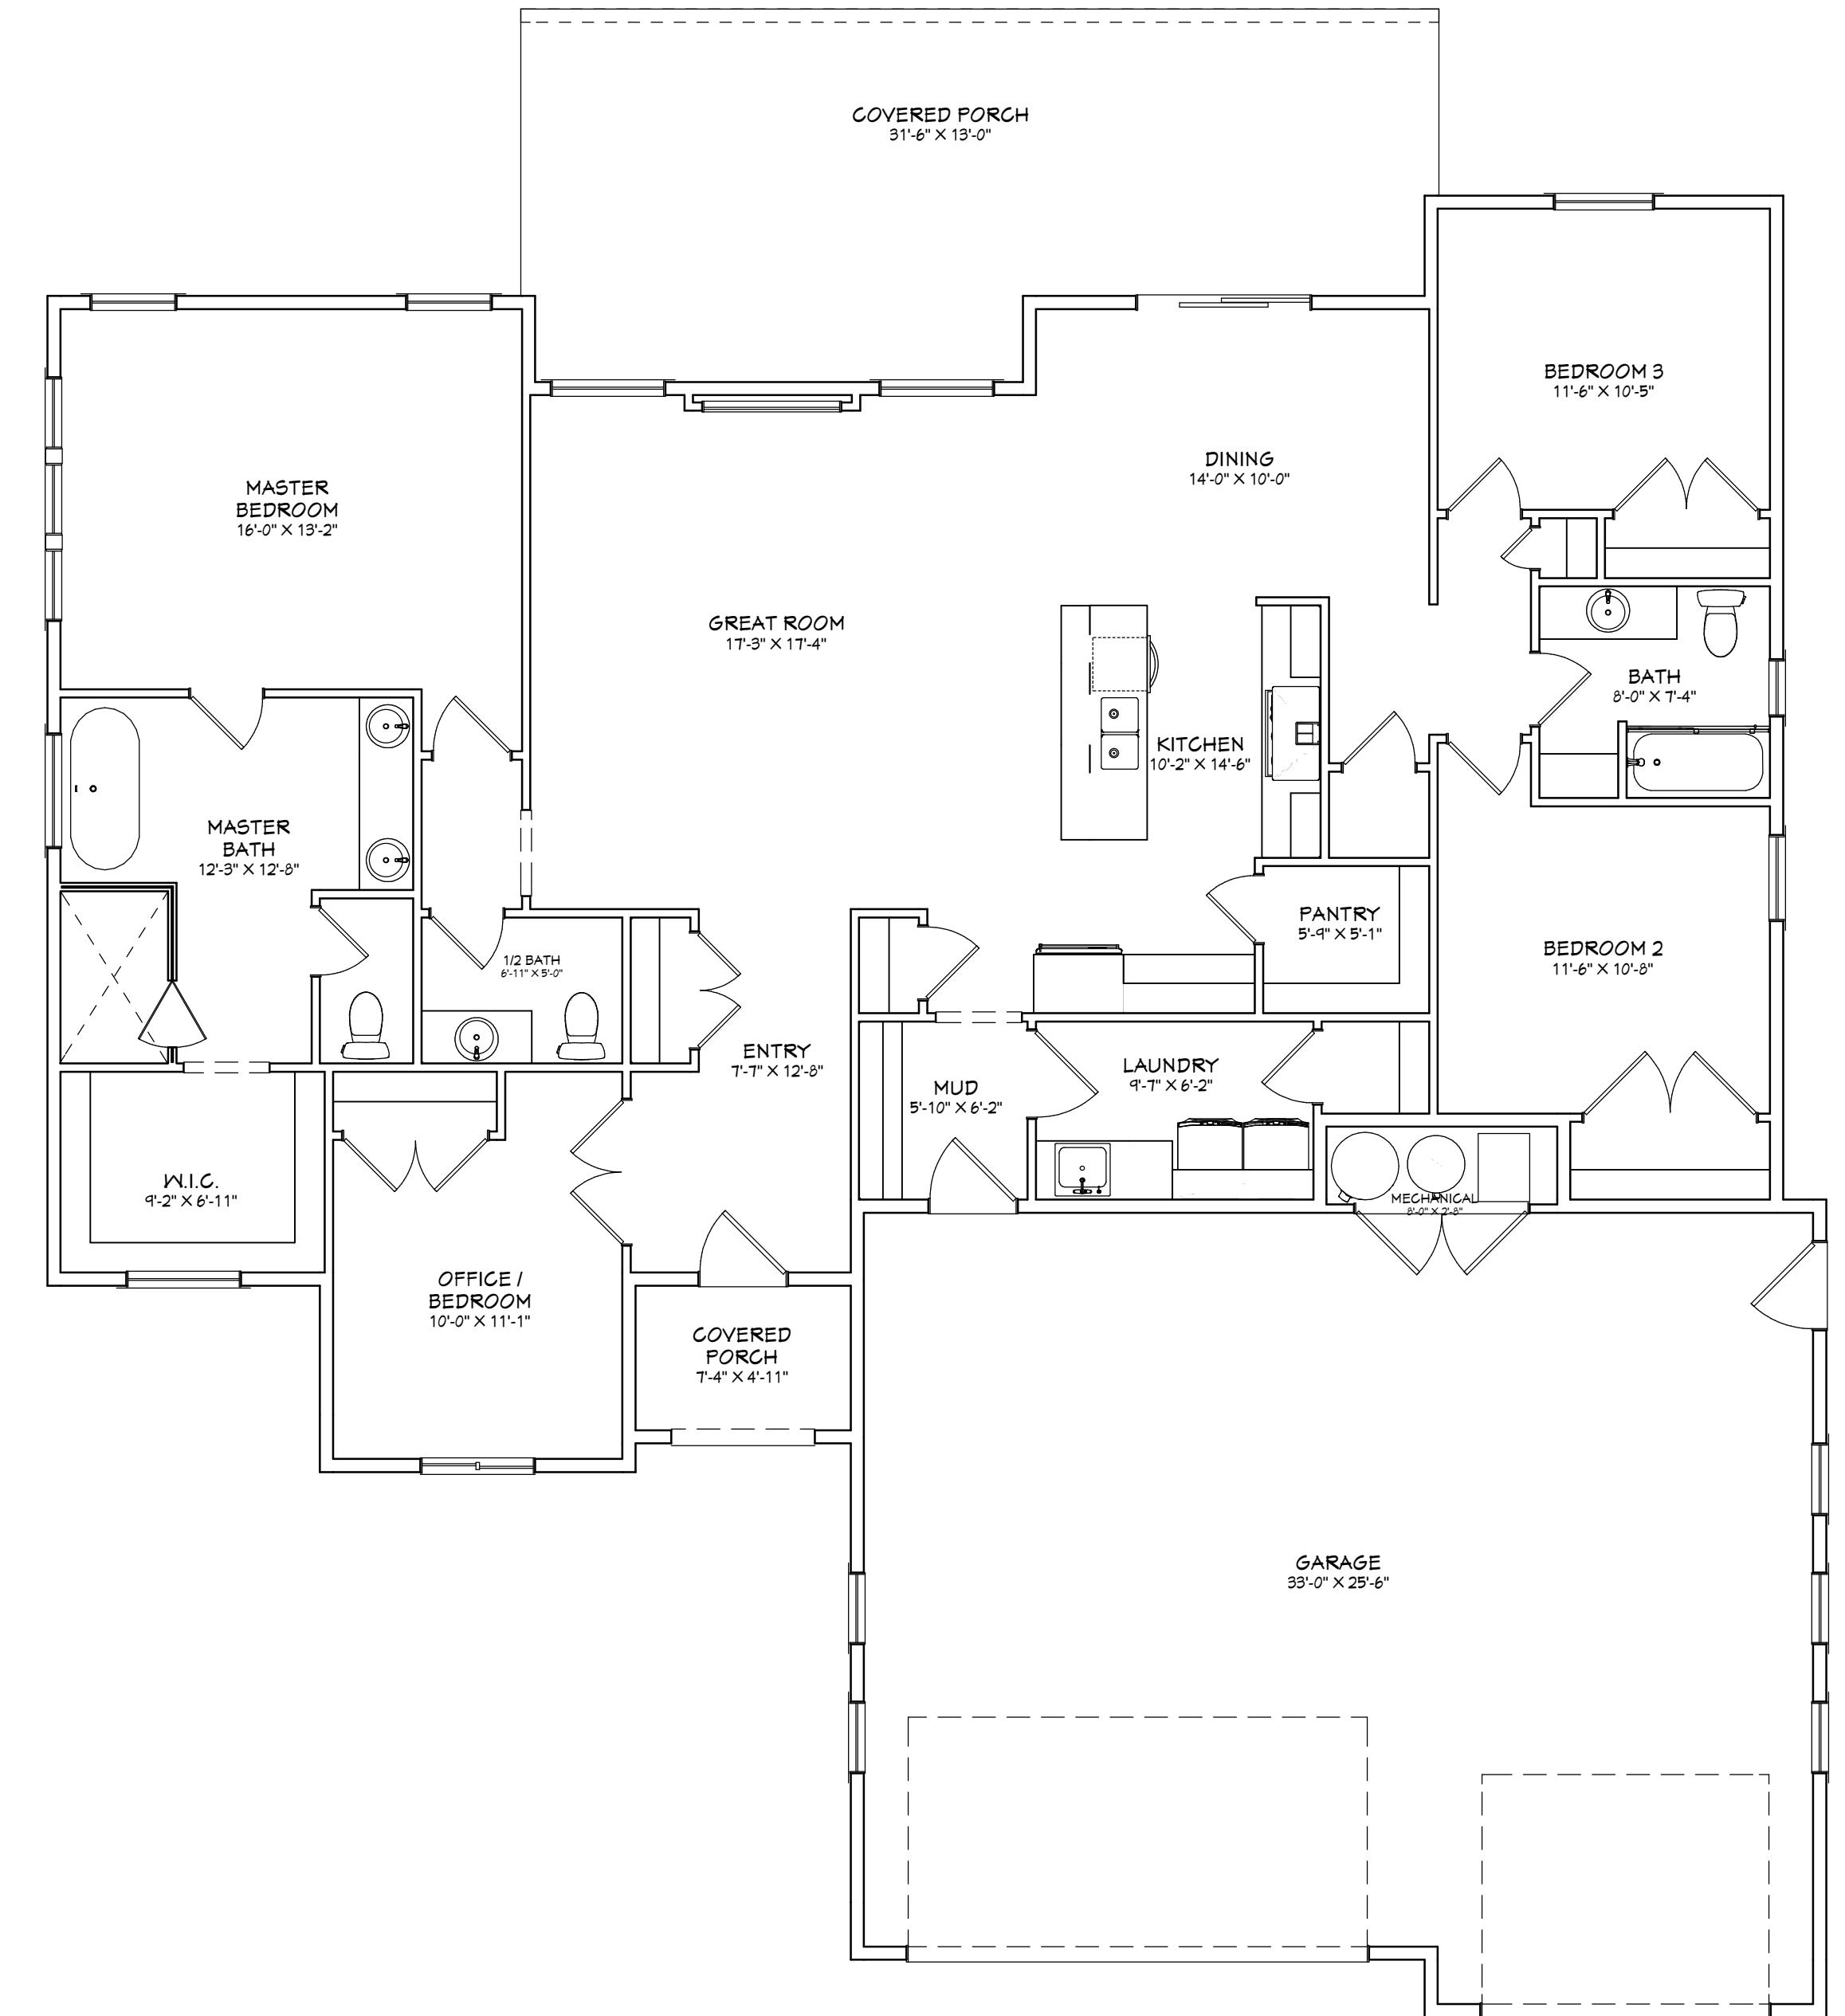 COVERED PORCH
31'-6" X 13'-0"
BEDROOM 3
11'-6" X 10'-5"
DINING
14'-0" X 10'-0"
MASTER
BEDROOM
16'-0" X 13'-2"
GREAT ROOM
17'-3" X 17'-4"
BATH
8'-0" X 7'-4"
KITCHEN
10'-2" X 14'-6"
MASTER
BATH
12'-3" X 12'-8"
PANTRY
5'-9" X 5'-1"
BEDROOM 2
11'-6" X 10'-8"
1/2 BATH
6'-11" X 5'-0"
ENTRY
7'-7" X 12'-8"
LAUNDRY
9'-7" X 6'-2"
MUD
5'-10" X 6'-2"
W.I.C.
9'-2" X 6'-11"
MECHANICAL
8'-0" X 2'-8"
OFFICE /
BEDROOM
10'-0" X 11'-1"
COVERED
PORCH
7'-4" X 4'-11"
GARAGE
33'-0" X 25'-6"